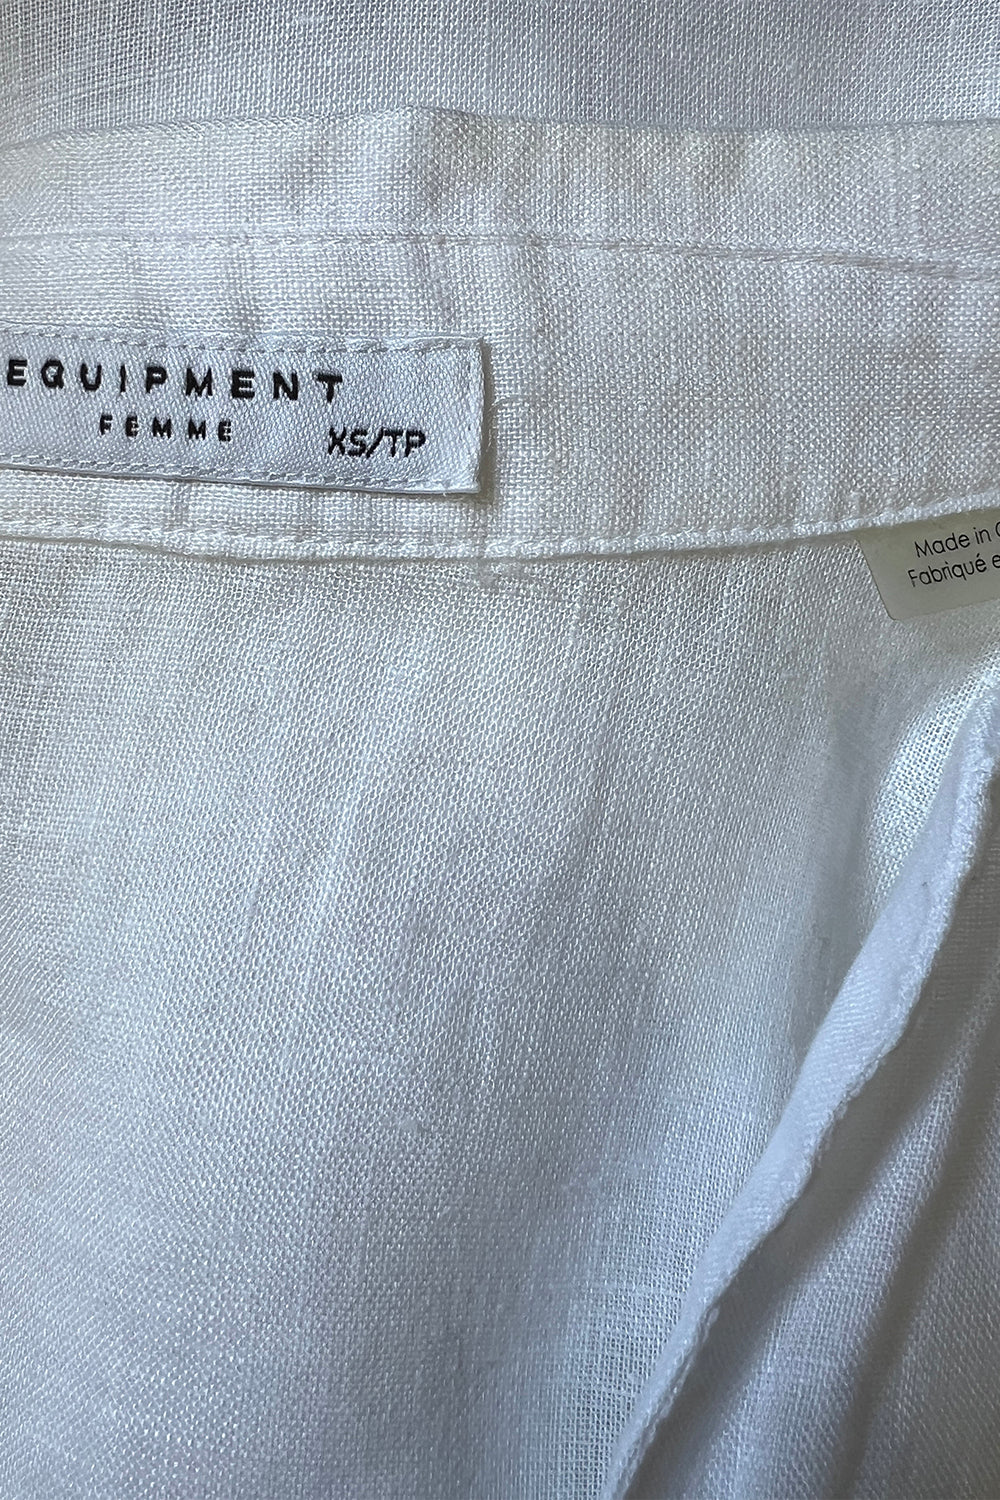 EQUIPMENT
FEMME
XS/TP
Made in
Fabriqué